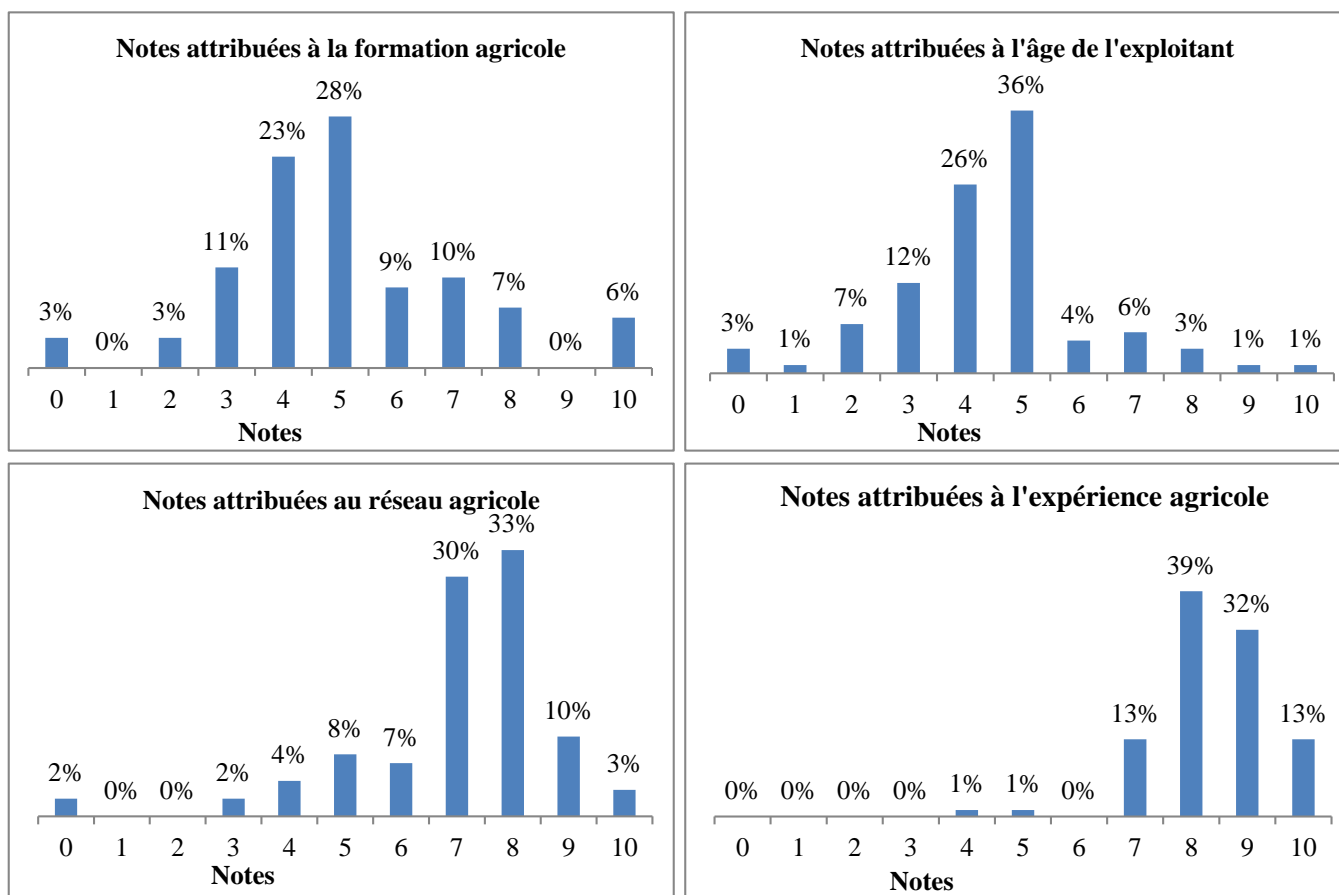 Notes attribuées à la formation agricole
3% 0% 3% 11% 23% 28% 9% 10% 7% 0% 6%
0 1 2 3 4 5 6 7 8 9 10
Notes
Notes attribuées à l'âge de l'exploitant
3% 1% 7% 12% 26% 36% 4% 6% 3% 1% 1%
0 1 2 3 4 5 6 7 8 9 10
Notes
Notes attribuées au réseau agricole
2% 0% 0% 2% 4% 8% 7% 30% 33% 10% 3%
0 1 2 3 4 5 6 7 8 9 10
Notes
Notes attribuées à l'expérience agricole
0% 0% 0% 0% 1% 1% 0% 13% 39% 32% 13%
0 1 2 3 4 5 6 7 8 9 10
Notes